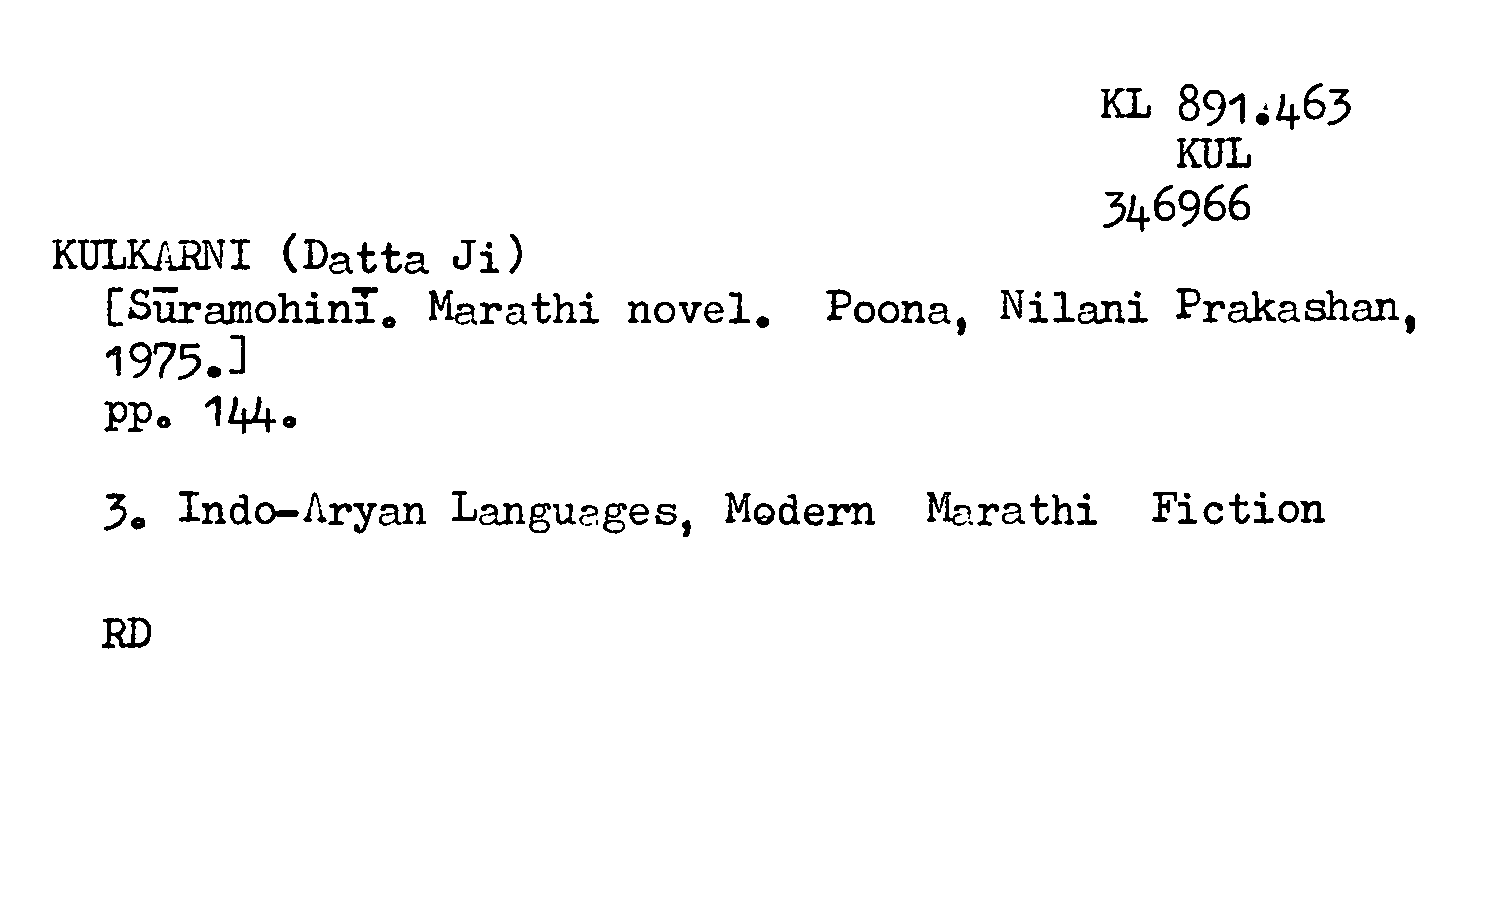 KL 891.463
KUL
346966
KULKARNI (Datta Ji)
[Sūramohinī. Marathi novel. Poona, Nilani Prakashan,
1975.]
pp. 144.
3. Indo-Aryan Languages, Modern Marathi Fiction
RD